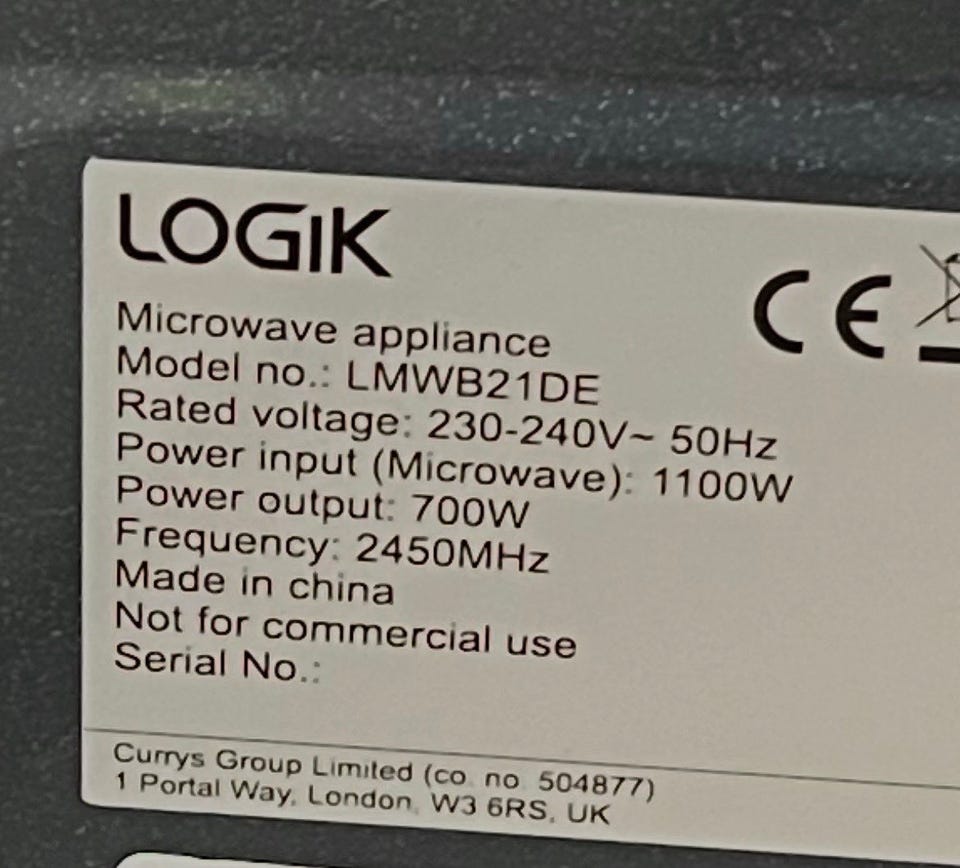 LOGIK
CE
Microwave appliance
Model no.: LMWB21DE
Rated voltage: 230-240V~ 50Hz
Power input (Microwave): 1100W
Power output: 700W
Frequency: 2450MHz
Made in china
Not for commercial use
Serial No.:
Currys Group Limited (co. no. 504877)
1 Portal Way, London, W3 6RS, UK